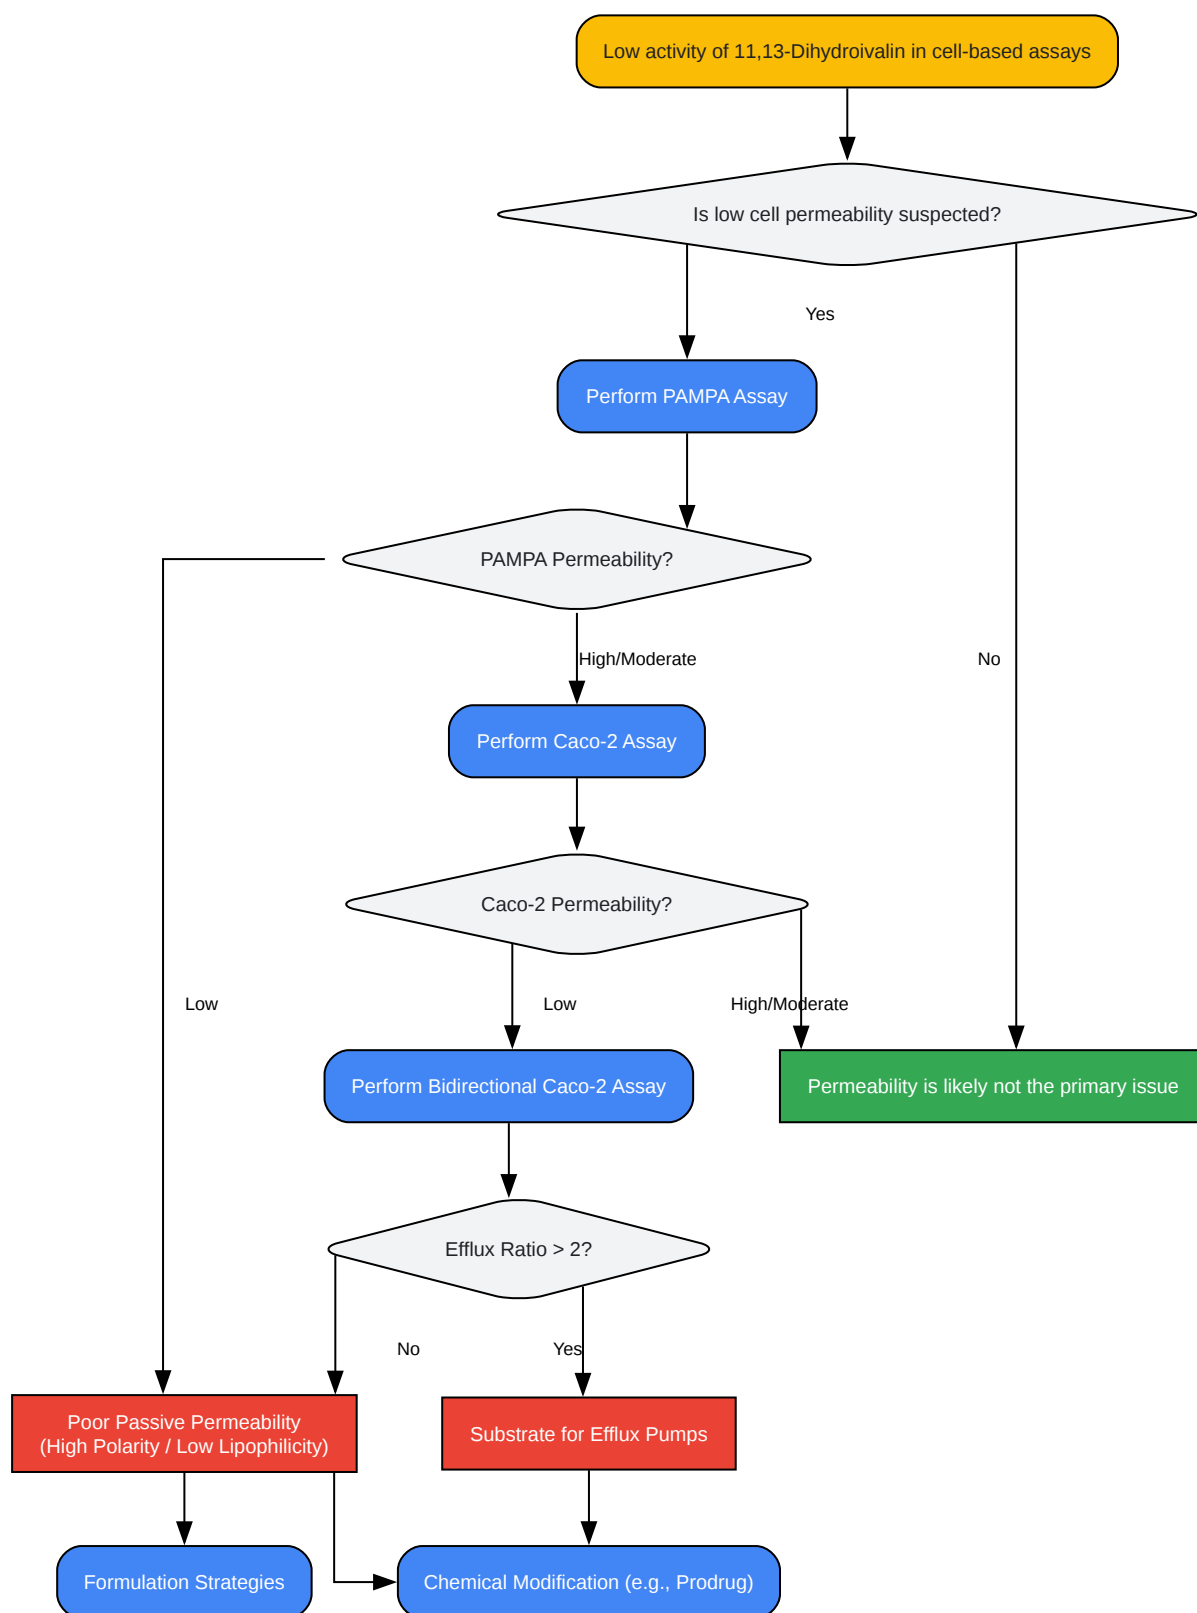 Low activity of 11,13-Dihydroivalin in cell-based assays
Is low cell permeability suspected?
Yes
Perform PAMPA Assay
PAMPA Permeability?
High/Moderate
No
Perform Caco-2 Assay
Caco-2 Permeability?
Low
Low
High/Moderate
Perform Bidirectional Caco-2 Assay
Permeability is likely not the primary issue
Efflux Ratio > 2?
No
Yes
Poor Passive Permeability
(High Polarity / Low Lipophilicity)
Substrate for Efflux Pumps
Formulation Strategies
Chemical Modification (e.g., Prodrug)